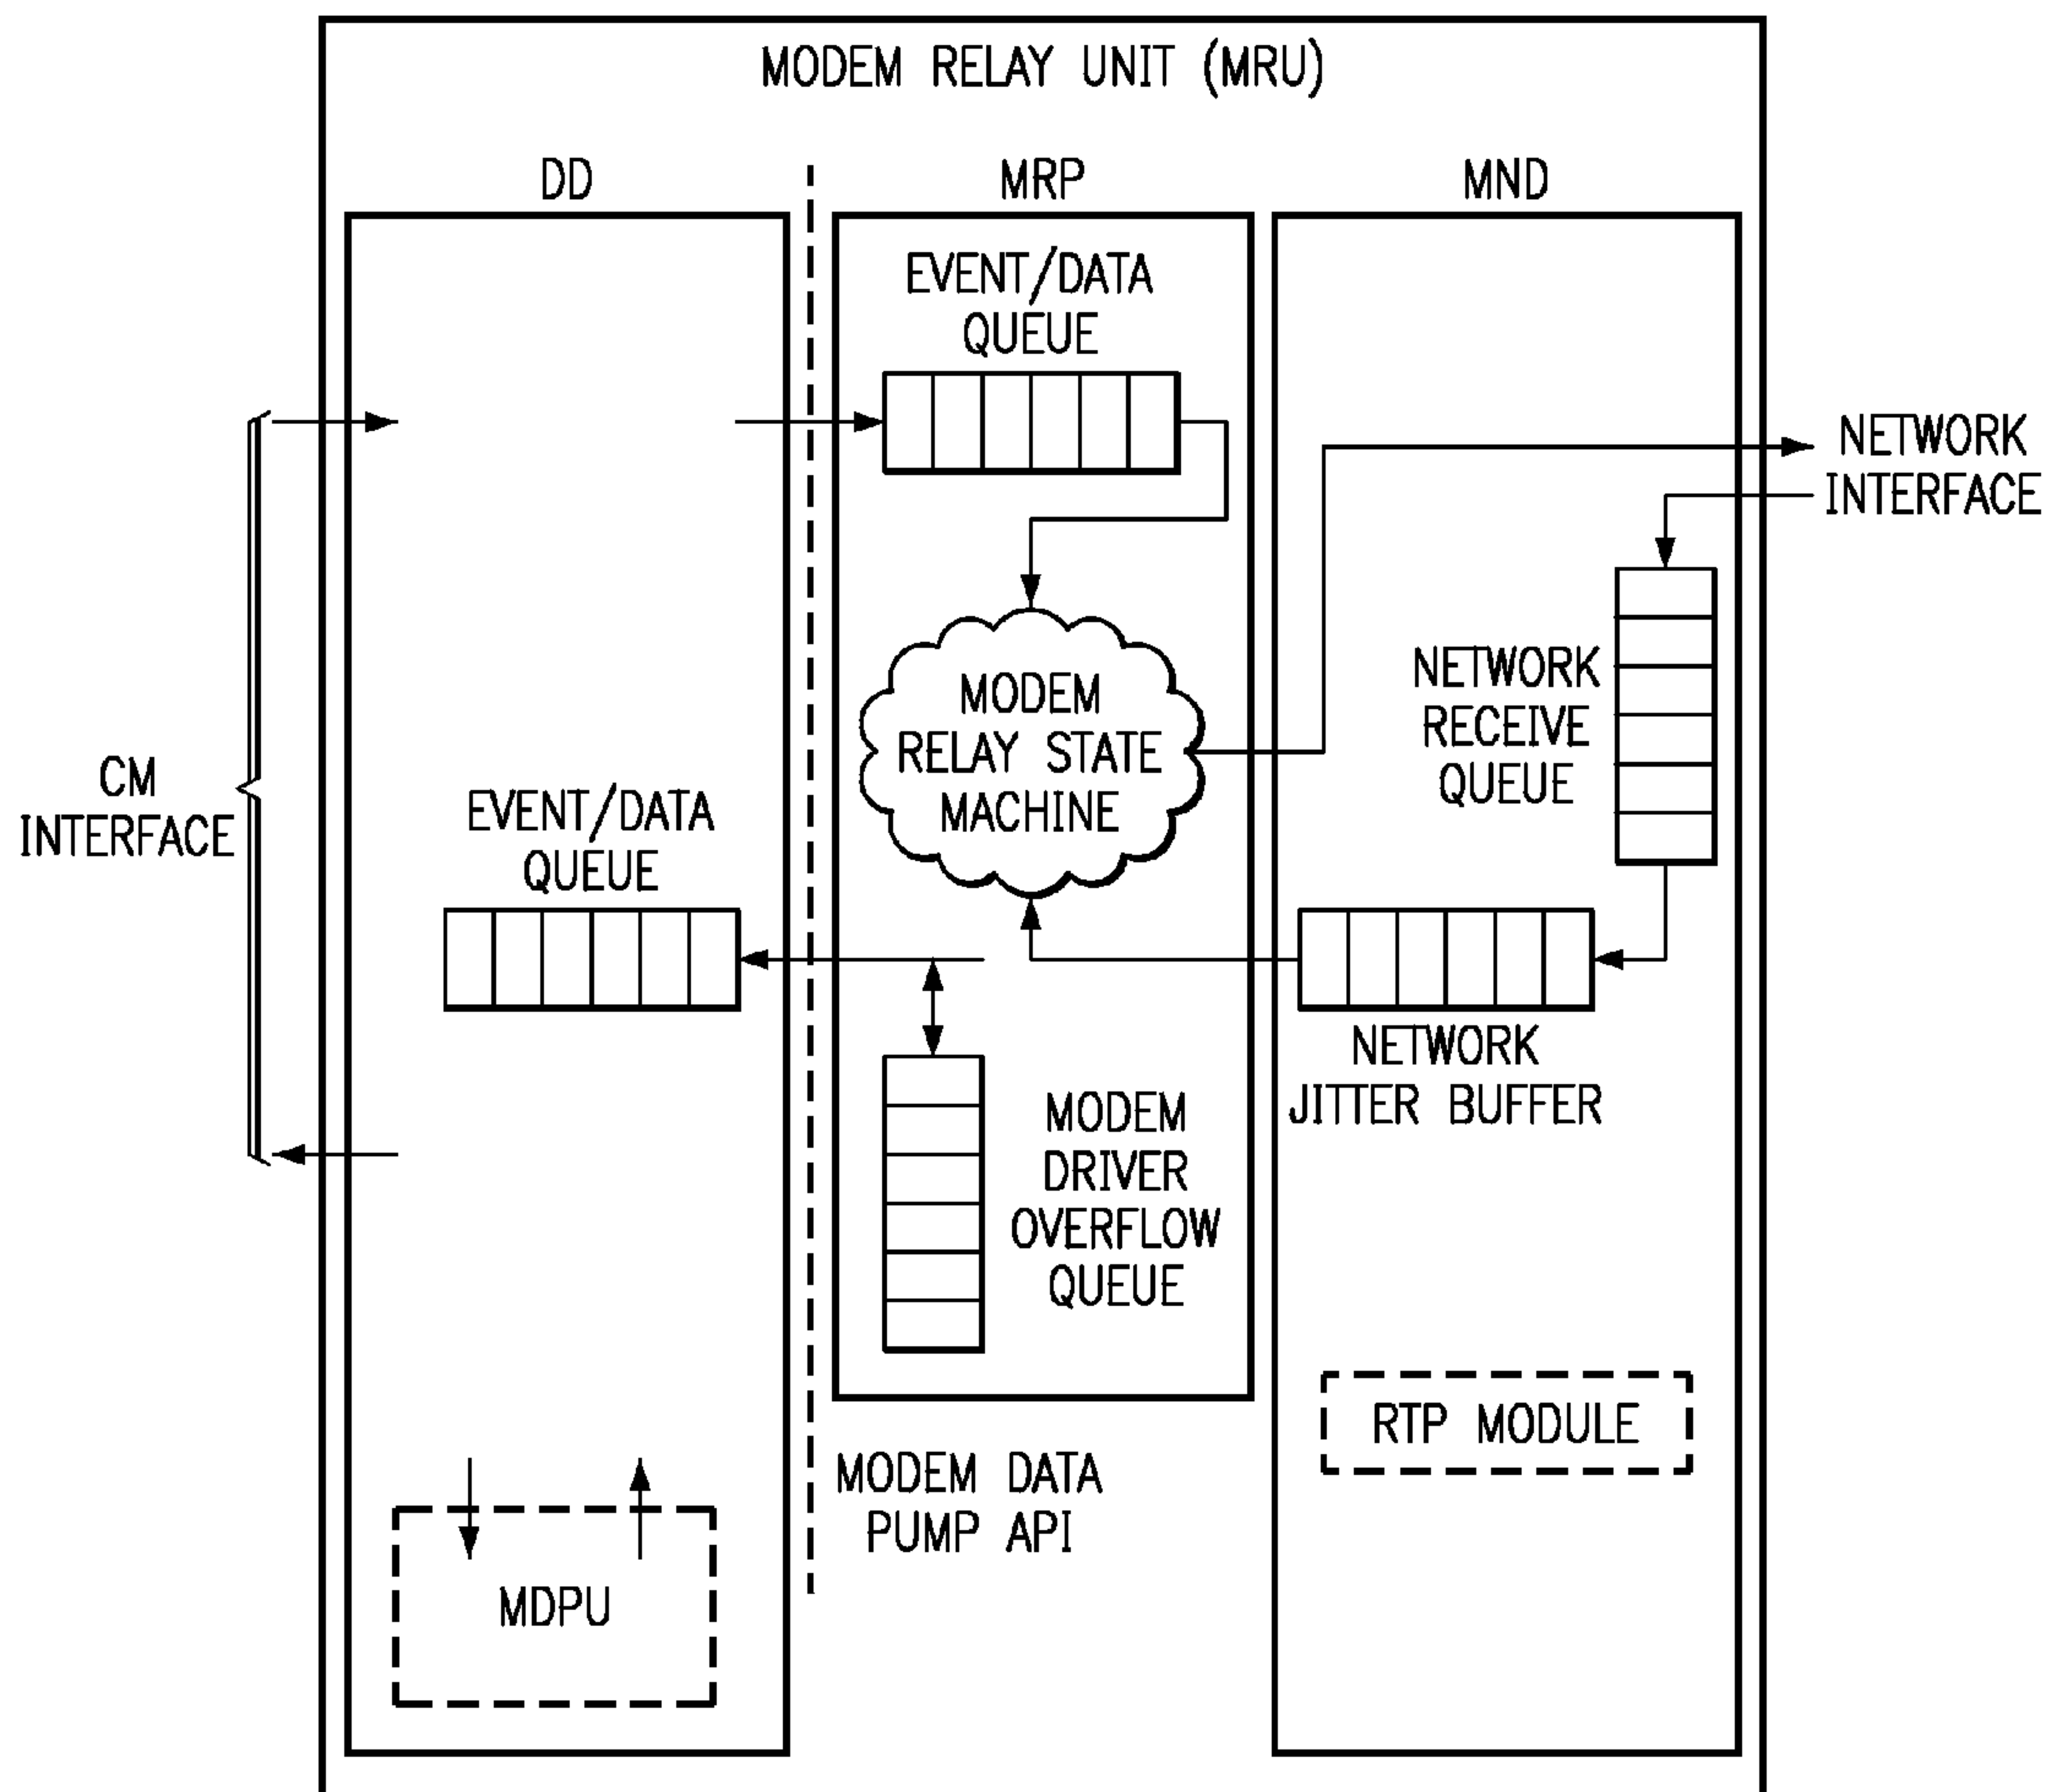 MODEM RELAY UNIT (MRU)
DD
MRP
MND
EVENT/DATA
QUEUE
NETWORK
INTERFACE
MODEM
RELAY STATE
MACHINE
NETWORK
RECEIVE
QUEUE
CM
INTERFACE
EVENT/DATA
QUEUE
NETWORK
JITTER BUFFER
MODEM
DRIVER
OVERFLOW
QUEUE
RTP MODULE
MODEM DATA
PUMP API
MDPU